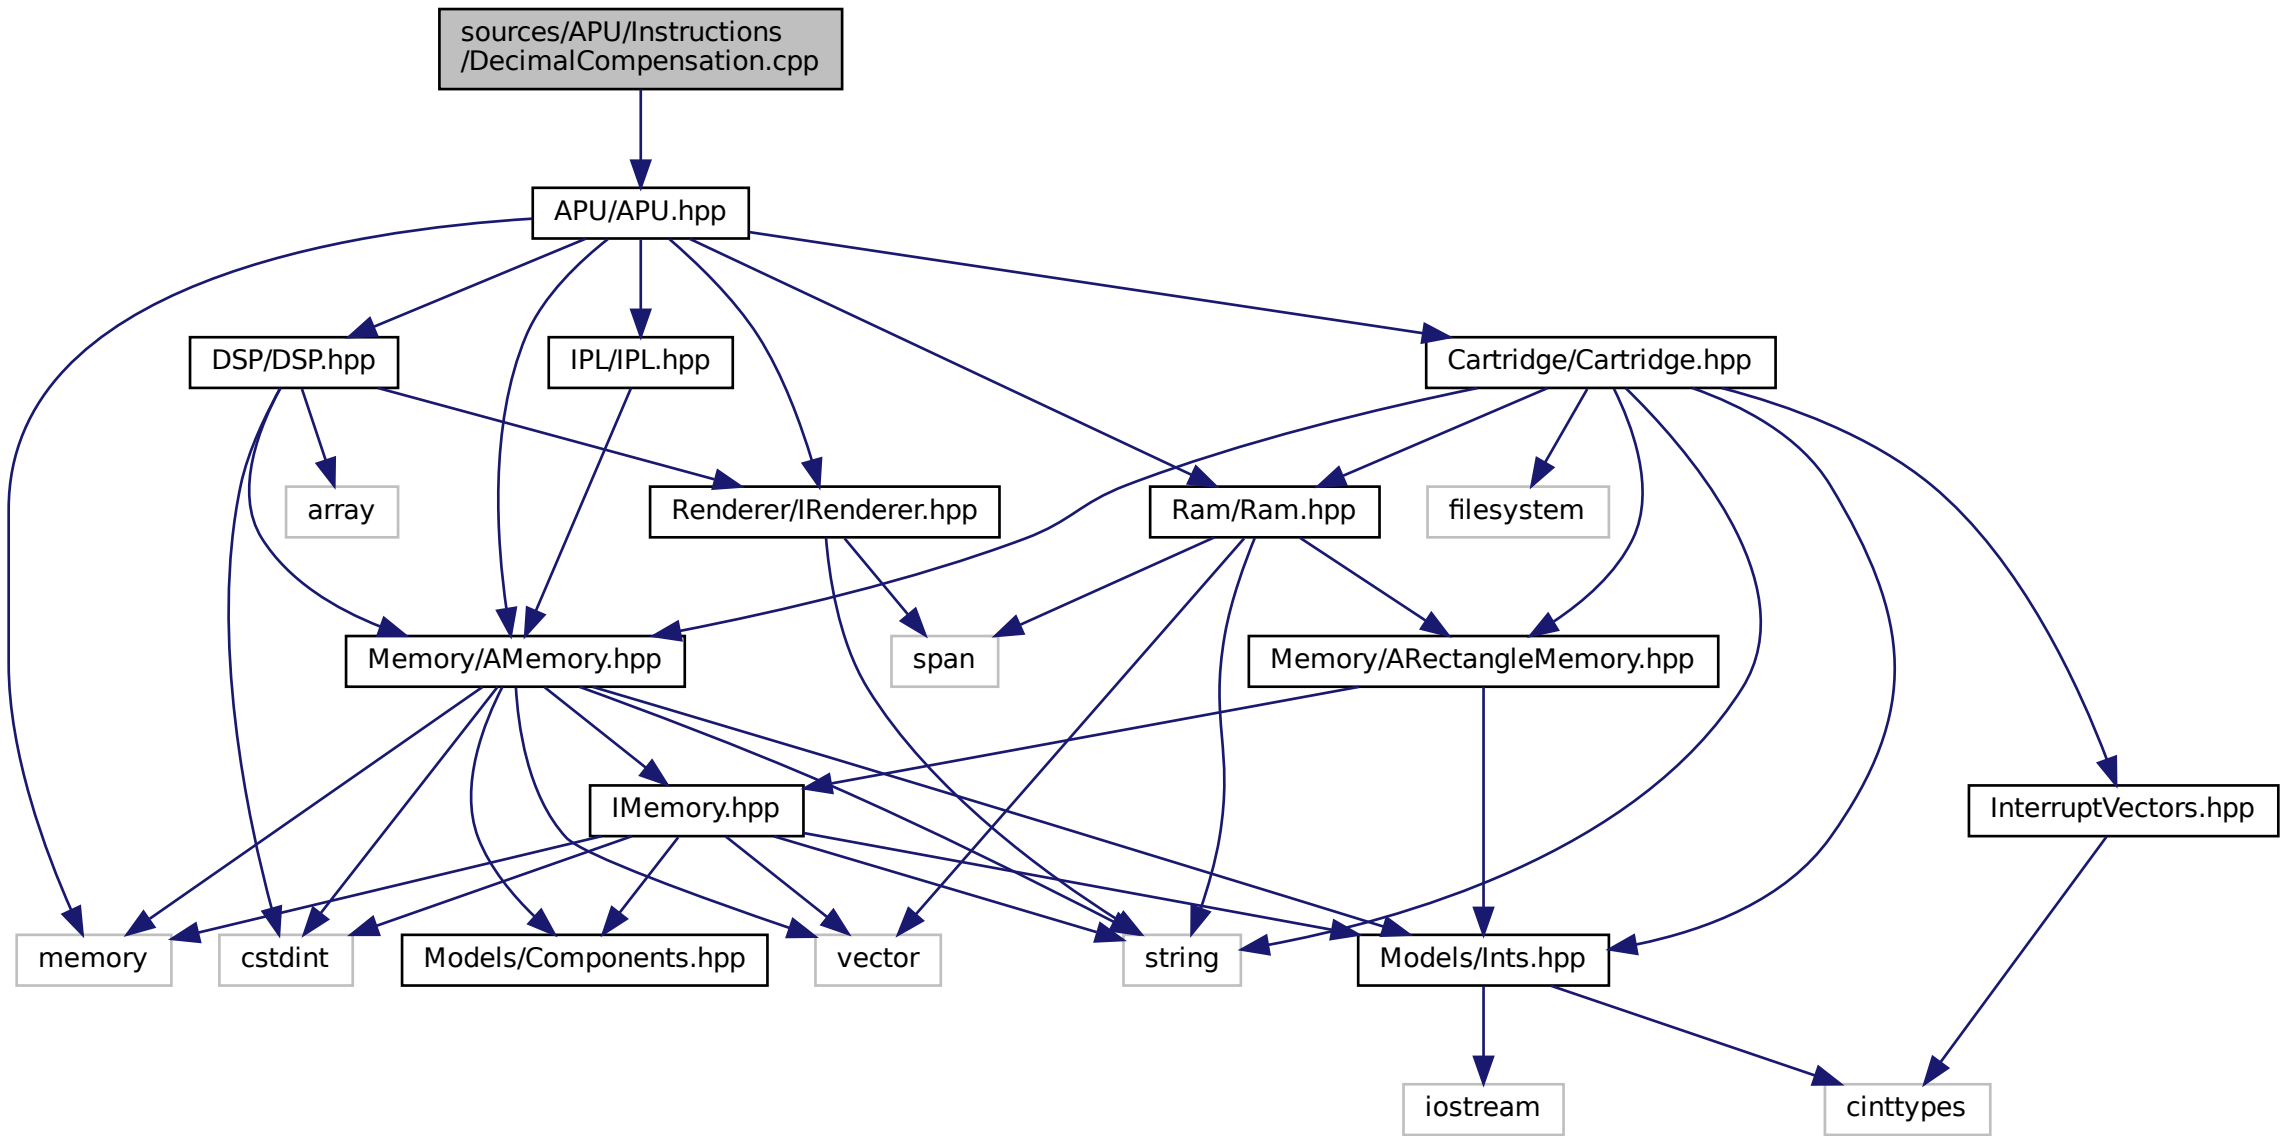 sources/APU/Instructions
/DecimalCompensation.cpp
APU/APU.hpp
DSP/DSP.hpp
IPL/IPL.hpp
Cartridge/Cartridge.hpp
array
Renderer/IRenderer.hpp
Ram/Ram.hpp
filesystem
Memory/AMemory.hpp
span
Memory/ARectangleMemory.hpp
IMemory.hpp
InterruptVectors.hpp
memory
cstdint
Models/Components.hpp
vector
string
Models/Ints.hpp
iostream
cinttypes